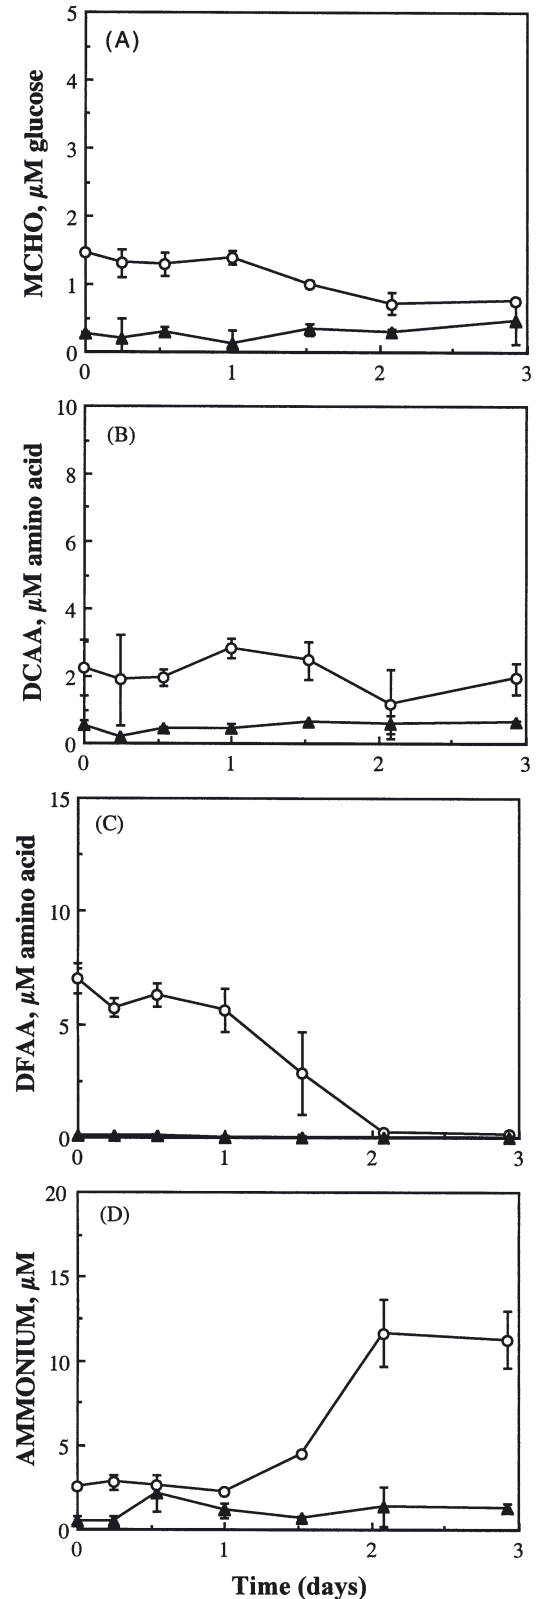 (A)
MCHO, µM glucose
5
4
3
2
1
0
0 1 2 3
(B)
DCAA, µM amino acid
10
8
6
4
2
0
0 1 2 3
(C)
DFAA, µM amino acid
15
10
5
0
0 1 2 3
(D)
AMMONIUM, µM
20
15
10
5
0
0 1 2 3
Time (days)